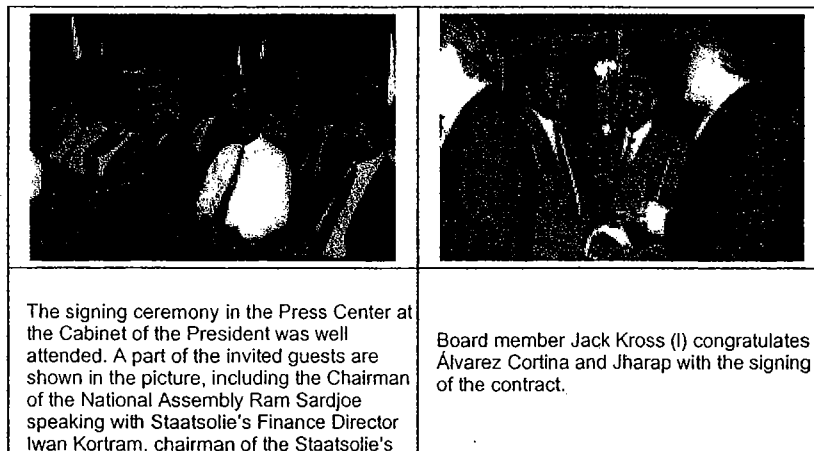 The signing ceremony in the Press Center at
the Cabinet of the President was well
attended. A part of the invited guests are
shown in the picture, including the Chairman
of the National Assembly Ram Sardjoe
speaking with Staatsolie's Finance Director
Iwan Kortram, chairman of the Staatsolie's
Board member Jack Kross (l) congratulates
Álvarez Cortina and Jharap with the signing
of the contract.